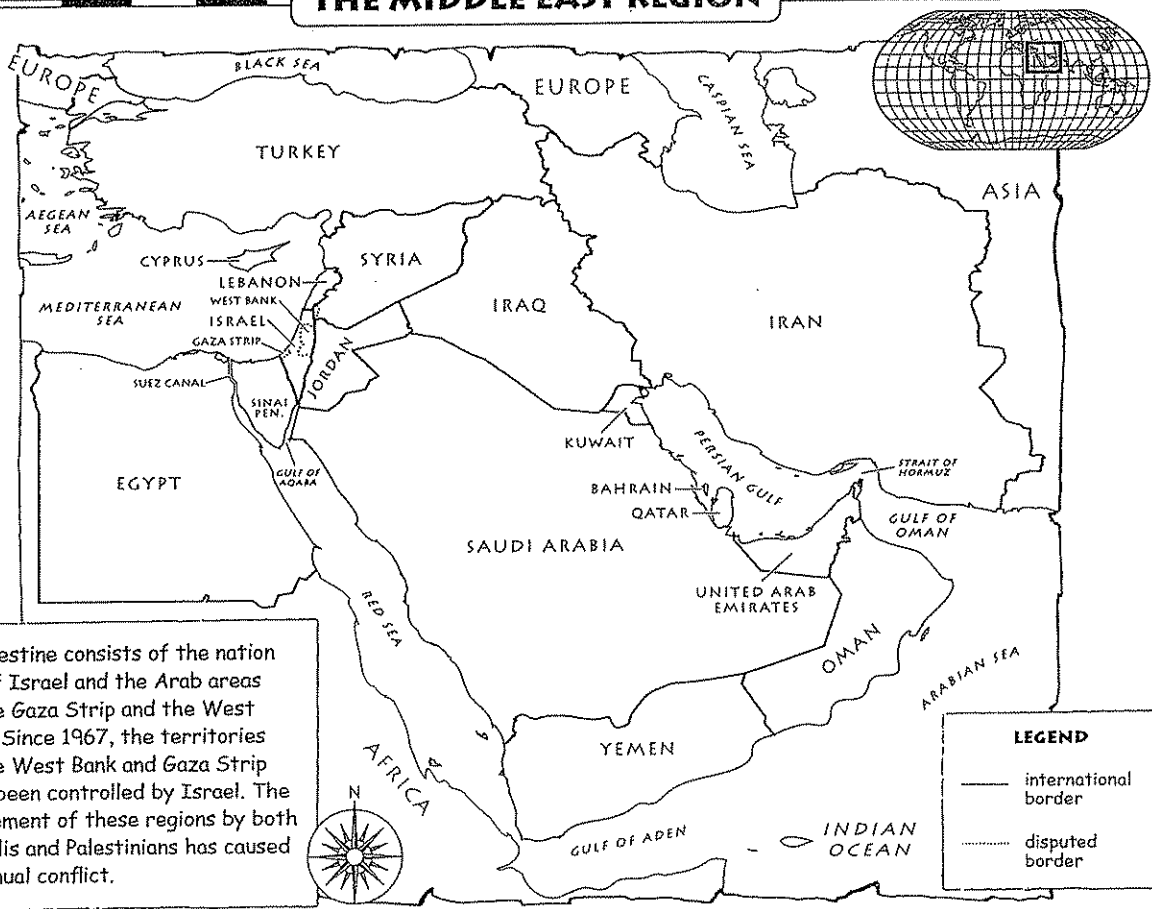 THE MIDDLE EAST REGION
EUROPE
BLACK SEA
EUROPE
CASPIAN SEA
TURKEY
ASIA
AEGEAN
SEA
CYPRUS
SYRIA
LEBANON
WEST BANK
MEDITERRANEAN
SEA
ISRAEL
GAZA STRIP
IRAQ
IRAN
JORDAN
SUEZ CANAL
SINAI
PEN.
KUWAIT
PERSIAN GULF
STRAIT OF
HORMUZ
EGYPT
GULF OF
AQABA
BAHRAIN
QATAR
GULF OF
OMAN
SAUDI ARABIA
UNITED ARAB
EMIRATES
RED SEA
OMAN
ARABIAN SEA
estine consists of the nation
f Israel and the Arab areas
e Gaza Strip and the West
Since 1967, the territories
e West Bank and Gaza Strip
been controlled by Israel. The
ement of these regions by both
lis and Palestinians has caused
nual conflict.
AFRICA
N
YEMEN
GULF OF ADEN
INDIAN
OCEAN
LEGEND
international
border
disputed
border